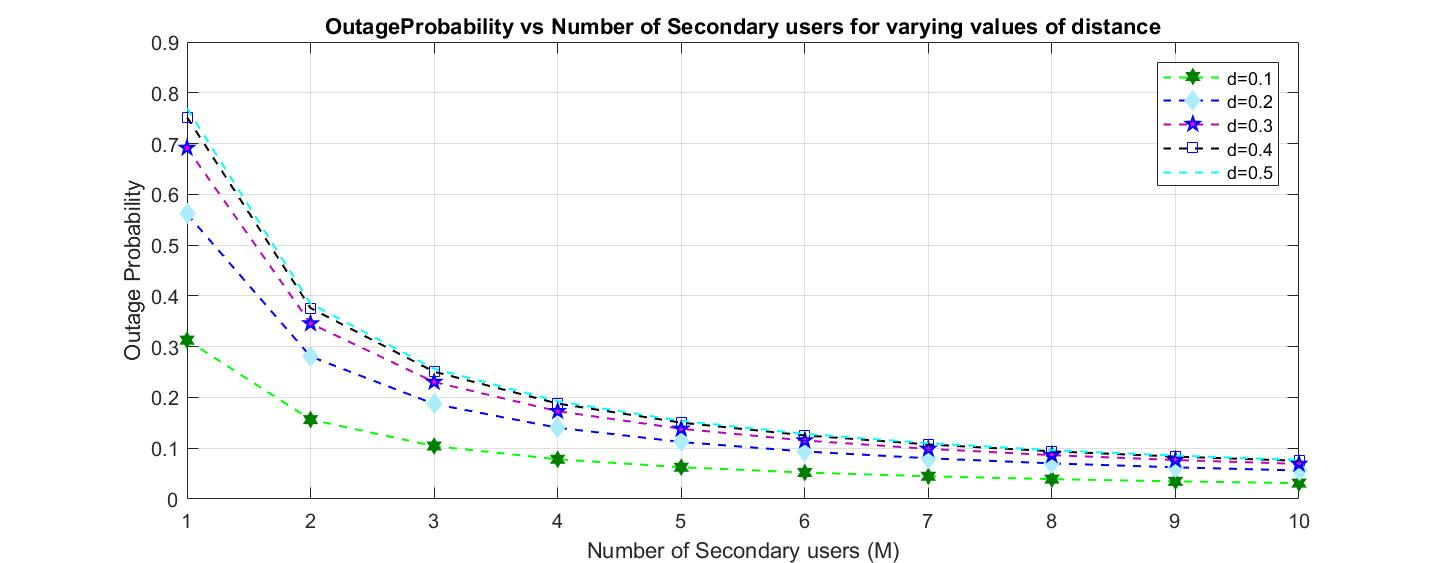 OutageProbability vs Number of Secondary users for varying values of distance
0.9
0.8
0.7
0.6
0.5
0.4
0.3
0.2
0.1
0
Outage Probability
d=0.1
d=0.2
d=0.3
d=0.4
d=0.5
1 2 3 4 5 6 7 8 9 10
Number of Secondary users (M)